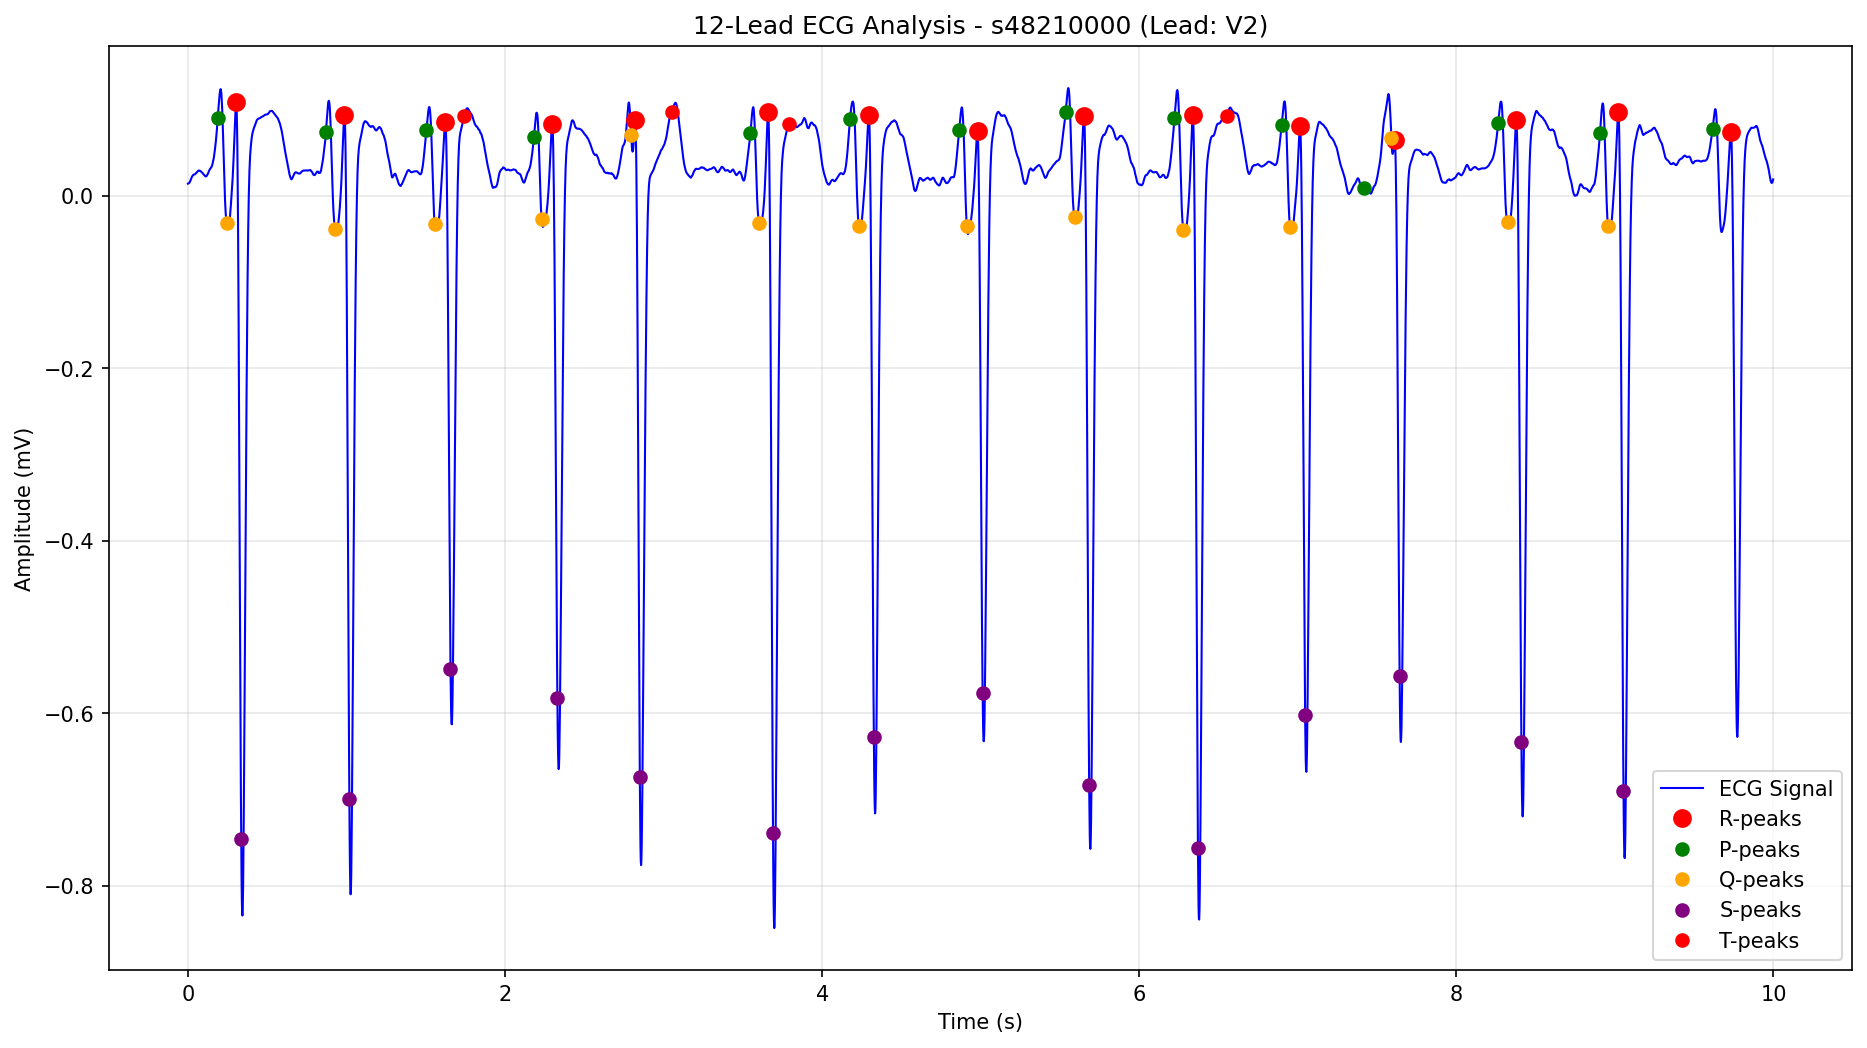 12-Lead ECG Analysis - s48210000 (Lead: V2)
Amplitude (mV)
0.0
−0.2
−0.4
−0.6
−0.8
0 2 4 6 8 10
Time (s)
ECG Signal
R-peaks
P-peaks
Q-peaks
S-peaks
T-peaks